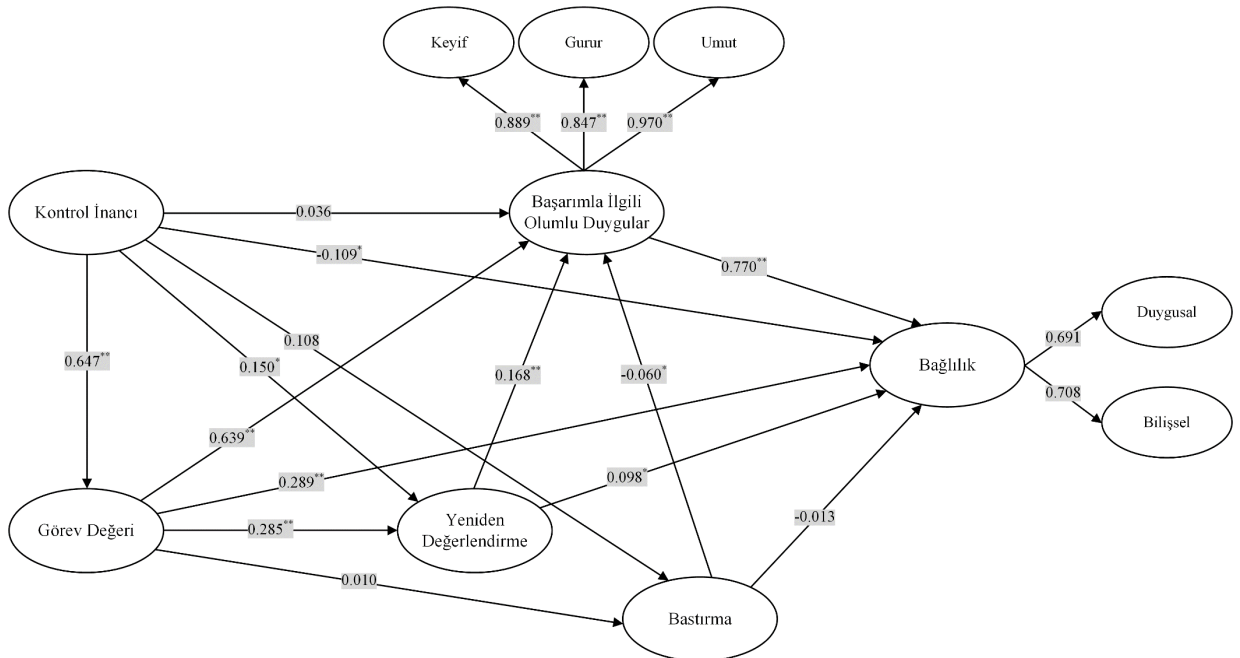 Keyif
Gurur
Umut
0.889**
0.847**
0.970**
Kontrol İnancı
0.036
Başarımla İlgili
Olumlu Duygular
-0.109*
0.770**
Duygusal
0.691
0.108
0.647**
0.150*
0.168**
-0.060*
Bağlılık
0.708
Bilişsel
0.639**
0.289**
0.098*
Görev Değeri
0.285**
Yeniden
Değerlendirme
-0.013
0.010
Bastırma